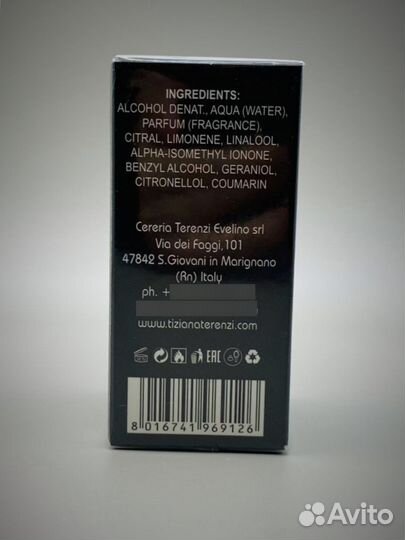 INGREDIENTS:
ALCOHOL DENAT., AQUA (WATER),
PARFUM (FRAGRANCE),
CITRAL, LIMONENE, LINALOOL,
ALPHA-ISOMETHYL IONONE,
BENZYL ALCOHOL, GERANIOL,
CITRONELLOL, COUMARIN
Cereria Terenzi Evelino srl
Via dei Faggi,101
47842 S.Giovani in Marignano
(Rn) Italy
ph. +
www.tizianaterenzi.com
EAC
8 016741 969126
Avito